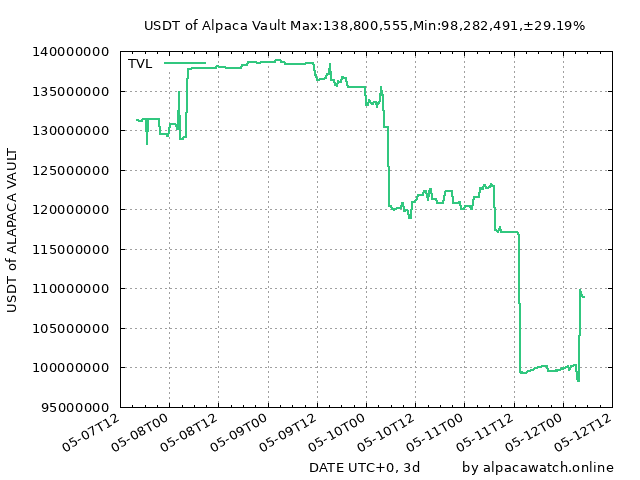 USDT of Alpaca Vault Max:138,800,555,Min:98,282,491,±29.19%
TVL
USDT of ALAPACA VAULT
140000000
135000000
130000000
125000000
120000000
115000000
110000000
105000000
100000000
95000000
05-07T12
05-08T00
05-08T12
05-09T00
05-09T12
05-10T00
05-10T12
05-11T00
05-11T12
05-12T00
05-12T12
DATE UTC+0, 3d
by alpacawatch.online